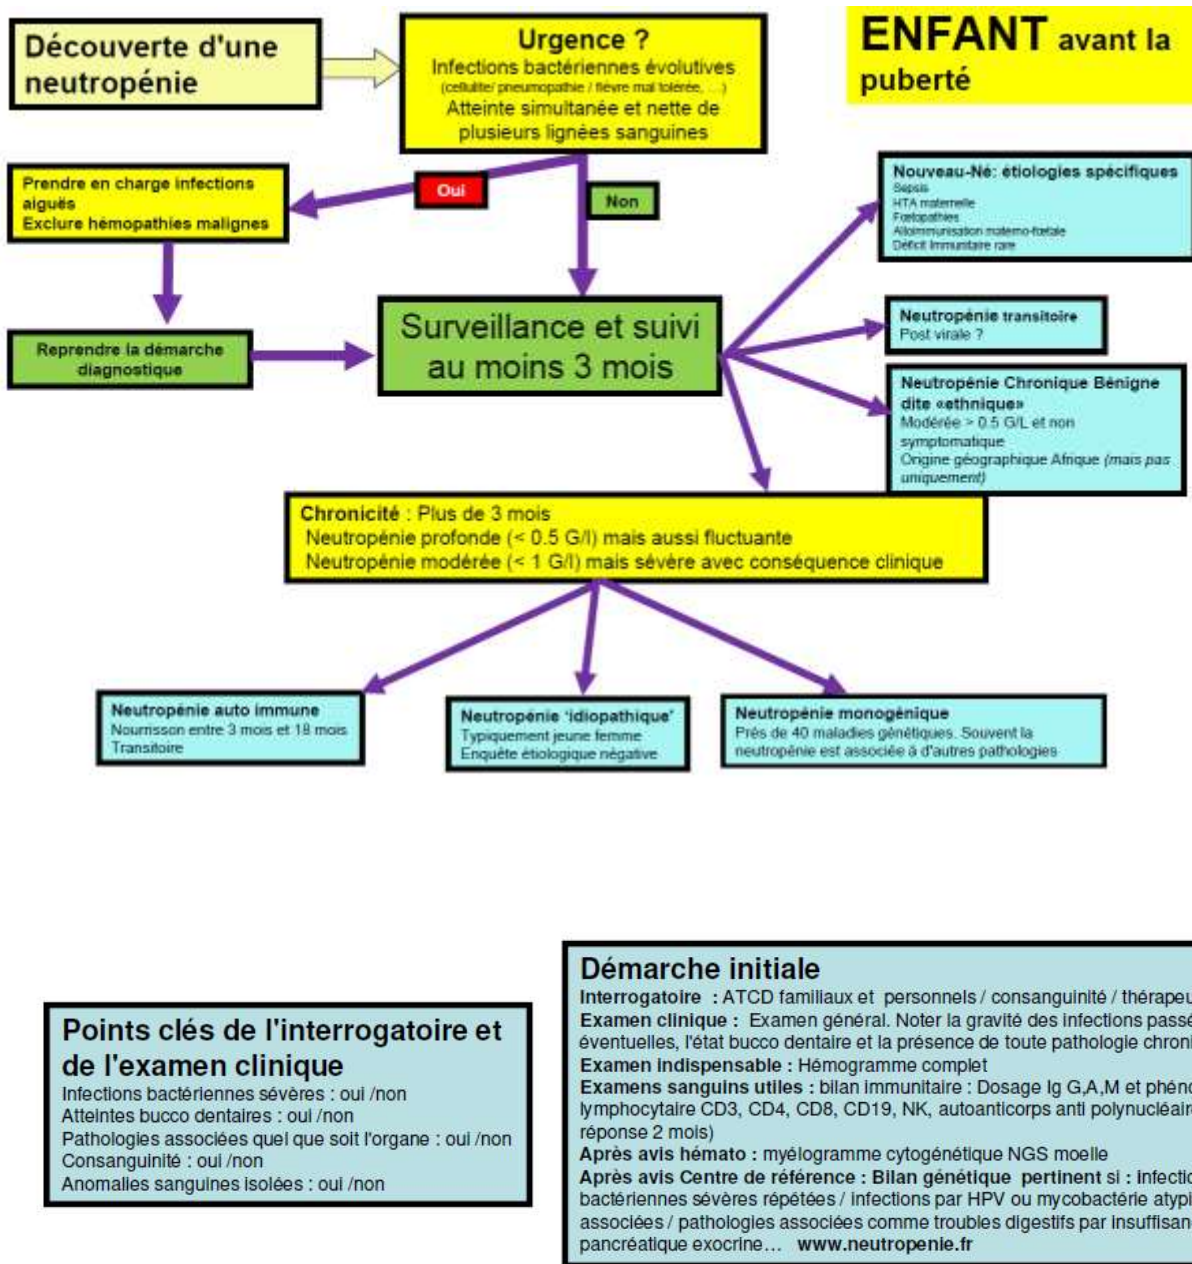 Découverte d'une
neutropénie
Urgence ?
Infections bactériennes évolutives
(cellulite/ pneumopathie / fièvre mal tolérée, ...)
Atteinte simultanée et nette de
plusieurs lignées sanguines
ENFANT avant la
puberté
Prendre en charge infections
aiguës
Exclure hémopathies malignes
Oui
Non
Nouveau-Né: étiologies spécifiques
Sepsis
HTA maternelle
Fœtopathies
Alloimmunisation materno-fœtale
Déficit Immunitaire rare
Reprendre la démarche
diagnostique
Surveillance et suivi
au moins 3 mois
Neutropénie transitoire
Post virale ?
Neutropénie Chronique Bénigne
dite «ethnique»
Modérée > 0.5 G/L et non
symptomatique
Origine géographique Afrique (mais pas
uniquement)
Chronicité : Plus de 3 mois
Neutropénie profonde (< 0.5 G/l) mais aussi fluctuante
Neutropénie modérée (< 1 G/l) mais sévère avec conséquence clinique
Neutropénie auto immune
Nourrisson entre 3 mois et 18 mois
Transitoire
Neutropénie 'idiopathique'
Typiquement jeune femme
Enquête étiologique négative
Neutropénie monogénique
Près de 40 maladies génétiques. Souvent la
neutropénie est associée à d'autres pathologies
Points clés de l'interrogatoire et
de l'examen clinique
Infections bactériennes sévères : oui /non
Atteintes bucco dentaires : oui /non
Pathologies associées quel que soit l'organe : oui /non
Consanguinité : oui /non
Anomalies sanguines isolées : oui /non
Démarche initiale
Interrogatoire : ATCD familiaux et personnels / consanguinité / thérapeu
Examen clinique : Examen général. Noter la gravité des infections passé
éventuelles, l'état bucco dentaire et la présence de toute pathologie chroni
Examen indispensable : Hémogramme complet
Examens sanguins utiles : bilan immunitaire : Dosage Ig G,A,M et phéno
lymphocytaire CD3, CD4, CD8, CD19, NK, autoanticorps anti polynucléair
réponse 2 mois)
Après avis hémato : myélogramme cytogénétique NGS moelle
Après avis Centre de référence : Bilan génétique pertinent si : infectio
bactériennes sévères répétées / infections par HPV ou mycobactérie atypi
associées / pathologies associées comme troubles digestifs par insuffisan
pancréatique exocrine… www.neutropenie.fr